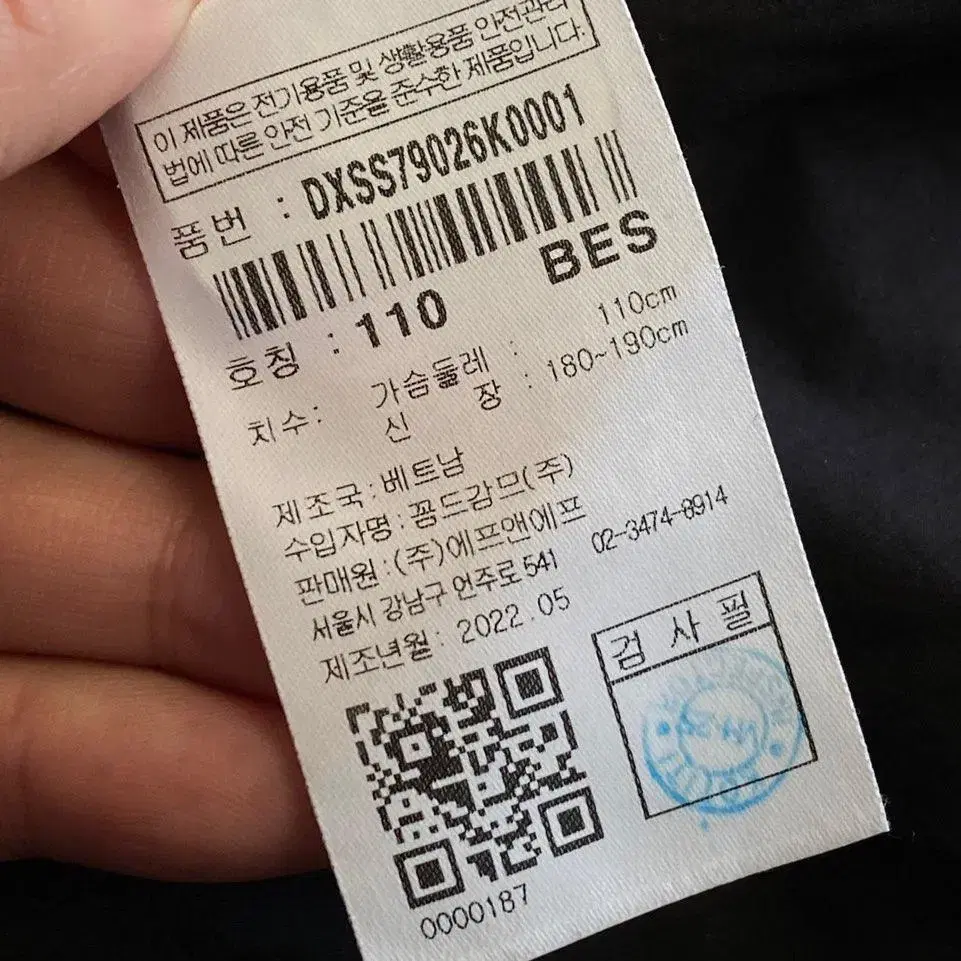 이 제품은 전기용품 및 생활용품 안전관리
법에 따른 안전 기준을 준수한 제품입니다.
품번 : DXSS79026K0001
BES
호칭 : 110
치수: 가슴둘레 : 110cm
신 장 : 180~190cm
제조국:베트남
수입자명:꼼드감므(주)
판매원:(주)에프앤에프 02-3474-8914
서울시 강남구 언주로 541
제조년월: 2022.05
검 사 필
0000187